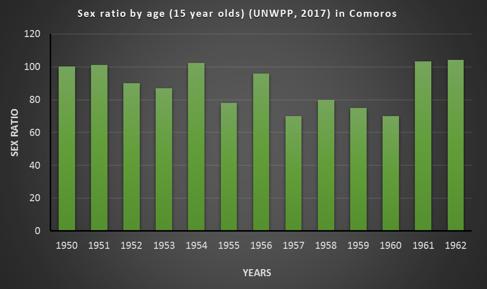 Sex ratio by age (15 year olds) (UNWPP, 2017) in Comoros
120
100
80
60
40
20
0
SEX RATIO
1950 1951 1952 1953 1954 1955 1956 1957 1958 1959 1960 1961 1962
YEARS